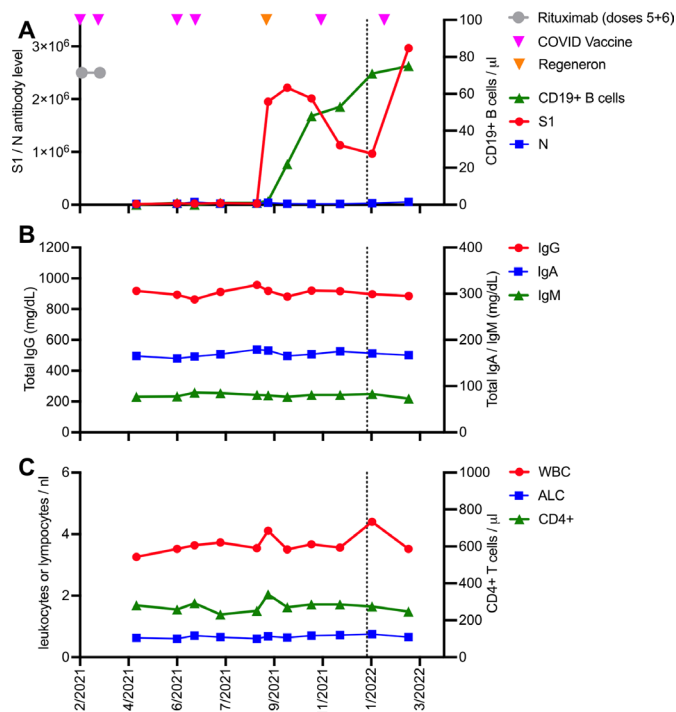 A
S1 / N antibody level
3×10⁶
2×10⁶
1×10⁶
0
100
80
60
40
20
0
CD19+ B cells / µl
Rituximab (doses 5+6)
COVID Vaccine
Regeneron
CD19+ B cells
S1
N
B
Total IgG (mg/dL)
1200
1000
800
600
400
200
0
400
300
200
100
0
Total IgA / IgM (mg/dL)
IgG
IgA
IgM
C
leukocytes or lymphocytes / nl
6
4
2
0
1000
800
600
400
200
0
CD4+ T cells / µl
WBC
ALC
CD4+
2/2021
4/2021
6/2021
7/2021
9/2021
1/2021
1/2022
3/2022